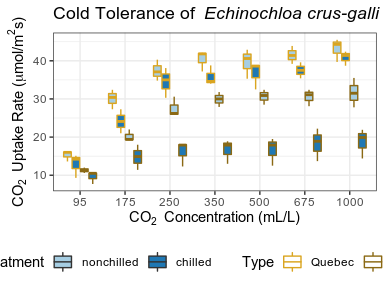 Cold Tolerance of Echinochloa crus-galli
CO2 Uptake Rate (μmol/m2s)
40
30
20
10
95 175 250 350 500 675 1000
CO2 Concentration (mL/L)
atment nonchilled chilled Type Quebec